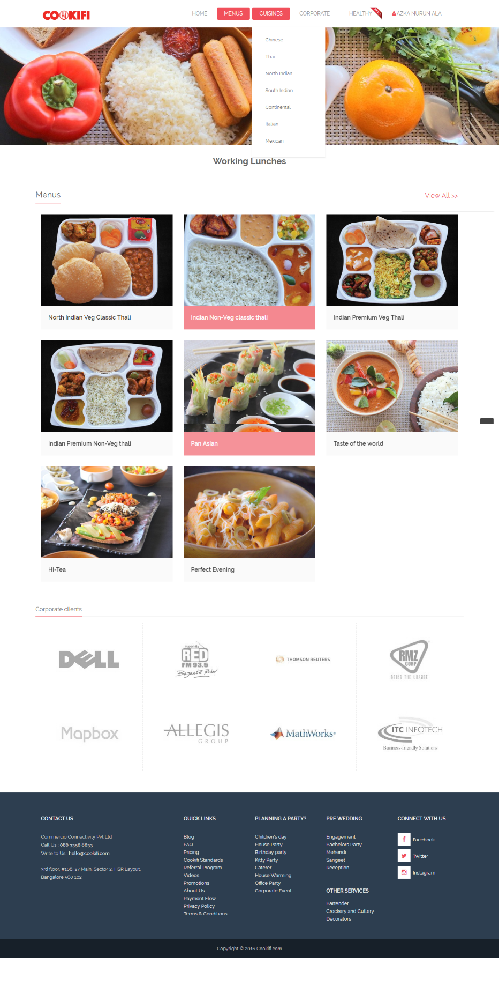 COOKIFI
HOME
MENUS
CUISINES
CORPORATE
HEALTHY
NEW
AZKA NURUN ALA
Chinese
Thai
North Indian
South Indian
Continental
Italian
Mexican
Working Lunches
Menus
View All >>
North Indian Veg Classic Thali
Indian Non-Veg classic thali
Indian Premium Veg Thali
Indian Premium Non-Veg thali
Pan Asian
Taste of the world
Hi-Tea
Perfect Evening
Corporate clients
DELL
superhits
RED
FM 93.5
Bajaate Raho!
THOMSON REUTERS
RMZ
CORP
BEING THE CHANGE
Mapbox
ALLEGIS
GROUP
MathWorks®
ITC INFOTECH
Business-friendly Solutions
CONTACT US
Commercio Connectivity Pvt Ltd
Call Us : 080 3350 8033
Write to Us : hello@cookifi.com
3rd floor, #108, 27 Main, Sector 2, HSR Layout,
Bangalore 560 102
QUICK LINKS
Blog
FAQ
Pricing
Cookifi Standards
Referral Program
Videos
Promotions
About Us
Payment Flow
Privacy Policy
Terms & Conditions
PLANNING A PARTY?
Children's day
House Party
Birthday party
Kitty Party
Caterer
House Warming
Office Party
Corporate Event
PRE WEDDING
Engagement
Bachelors Party
Mehendi
Sangeet
Reception
OTHER SERVICES
Bartender
Crockery and Cutlery
Decorators
CONNECT WITH US
Facebook
Twitter
Instagram
Copyright © 2016 Cookifi.com